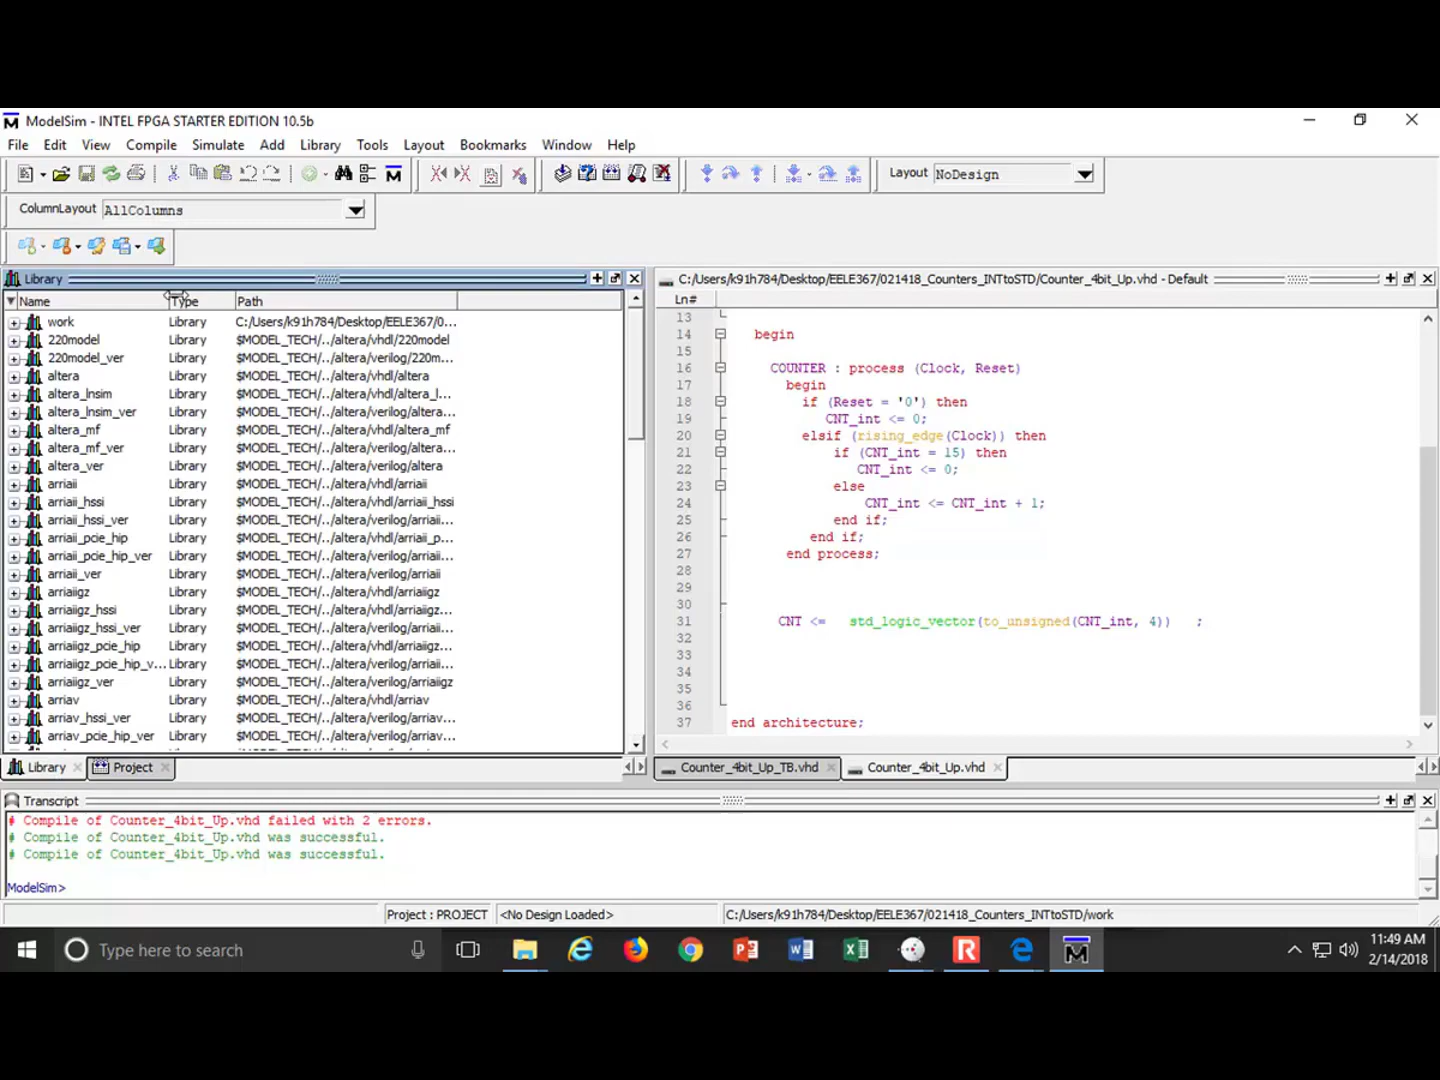 ModelSim - INTEL FPGA STARTER EDITION 10.5b
File Edit View Compile Simulate Add Library Tools Layout Bookmarks Window Help
Layout NoDesign
ColumnLayout AllColumns
Library
Name Type Path
work Library C:/Users/k91h784/Desktop/EELE367/0...
220model Library $MODEL_TECH/../altera/vhdl/220model
220model_ver Library $MODEL_TECH/../altera/verilog/220m...
altera Library $MODEL_TECH/../altera/vhdl/altera
altera_lnsim Library $MODEL_TECH/../altera/vhdl/altera_l...
altera_lnsim_ver Library $MODEL_TECH/../altera/verilog/altera...
altera_mf Library $MODEL_TECH/../altera/vhdl/altera_mf
altera_mf_ver Library $MODEL_TECH/../altera/verilog/altera...
altera_ver Library $MODEL_TECH/../altera/verilog/altera
arriaii Library $MODEL_TECH/../altera/vhdl/arriaii
arriaii_hssi Library $MODEL_TECH/../altera/vhdl/arriaii_hssi
arriaii_hssi_ver Library $MODEL_TECH/../altera/verilog/arriaii...
arriaii_pcie_hip Library $MODEL_TECH/../altera/vhdl/arriaii_p...
arriaii_pcie_hip_ver Library $MODEL_TECH/../altera/verilog/arriaii...
arriaii_ver Library $MODEL_TECH/../altera/verilog/arriaii
arriaiigz Library $MODEL_TECH/../altera/vhdl/arriaiigz
arriaiigz_hssi Library $MODEL_TECH/../altera/vhdl/arriaiigz...
arriaiigz_hssi_ver Library $MODEL_TECH/../altera/verilog/arriaii...
arriaiigz_pcie_hip Library $MODEL_TECH/../altera/vhdl/arriaiigz...
arriaiigz_pcie_hip_v... Library $MODEL_TECH/../altera/verilog/arriaii...
arriaiigz_ver Library $MODEL_TECH/../altera/verilog/arriaiigz
arriav Library $MODEL_TECH/../altera/vhdl/arriav
arriav_hssi_ver Library $MODEL_TECH/../altera/verilog/arriav...
arriav_pcie_hip_ver Library $MODEL_TECH/../altera/verilog/arriav...
Library Project
C:/Users/k91h784/Desktop/EELE367/021418_Counters_INTtoSTD/Counter_4bit_Up.vhd - Default
Ln#
13
14 begin
15
16 COUNTER : process (Clock, Reset)
17 begin
18 if (Reset = '0') then
19 CNT_int <= 0;
20 elsif (rising_edge(Clock)) then
21 if (CNT_int = 15) then
22 CNT_int <= 0;
23 else
24 CNT_int <= CNT_int + 1;
25 end if;
26 end if;
27 end process;
28
29
30
31 CNT <= std_logic_vector(to_unsigned(CNT_int, 4)) ;
32
33
34
35
36
37 end architecture;
Counter_4bit_Up_TB.vhd Counter_4bit_Up.vhd
Transcript
# Compile of Counter_4bit_Up.vhd failed with 2 errors.
# Compile of Counter_4bit_Up.vhd was successful.
# Compile of Counter_4bit_Up.vhd was successful.
ModelSim>
Project : PROJECT <No Design Loaded> C:/Users/k91h784/Desktop/EELE367/021418_Counters_INTtoSTD/work
Type here to search
11:49 AM
2/14/2018